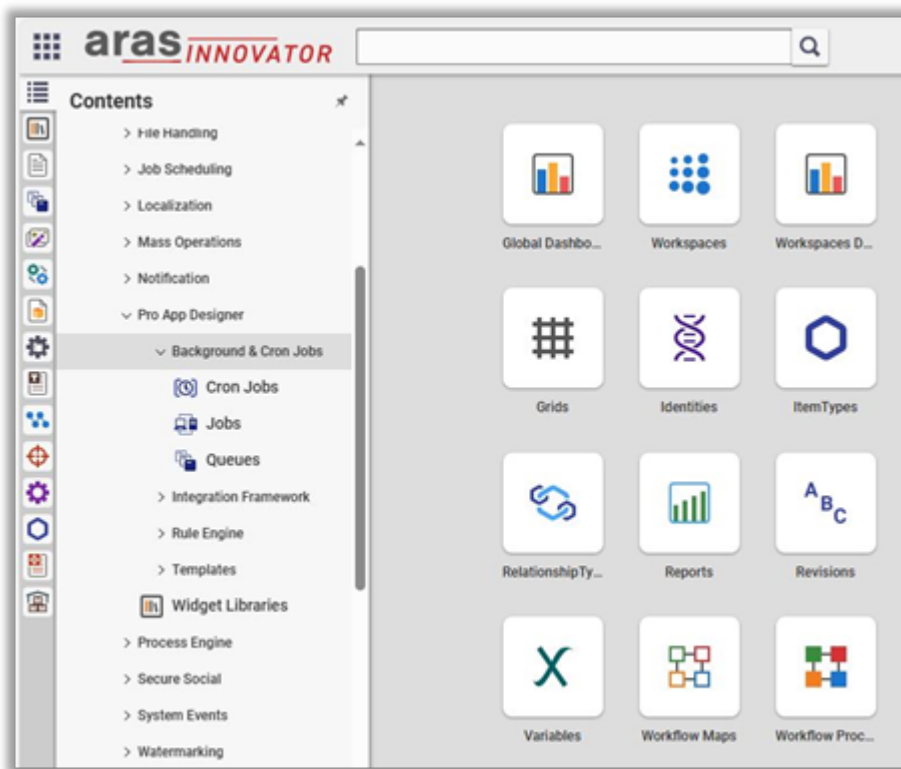 aras INNOVATOR
Contents
File Handling
Job Scheduling
Localization
Mass Operations
Notification
Pro App Designer
Background & Cron Jobs
Cron Jobs
Jobs
Queues
Integration Framework
Rule Engine
Templates
Widget Libraries
Process Engine
Secure Social
System Events
Watermarking
Global Dashbo... Workspaces Workspaces D...
Grids Identities ItemTypes
A B C
RelationshipTy... Reports Revisions
Variables Workflow Maps Workflow Proc...